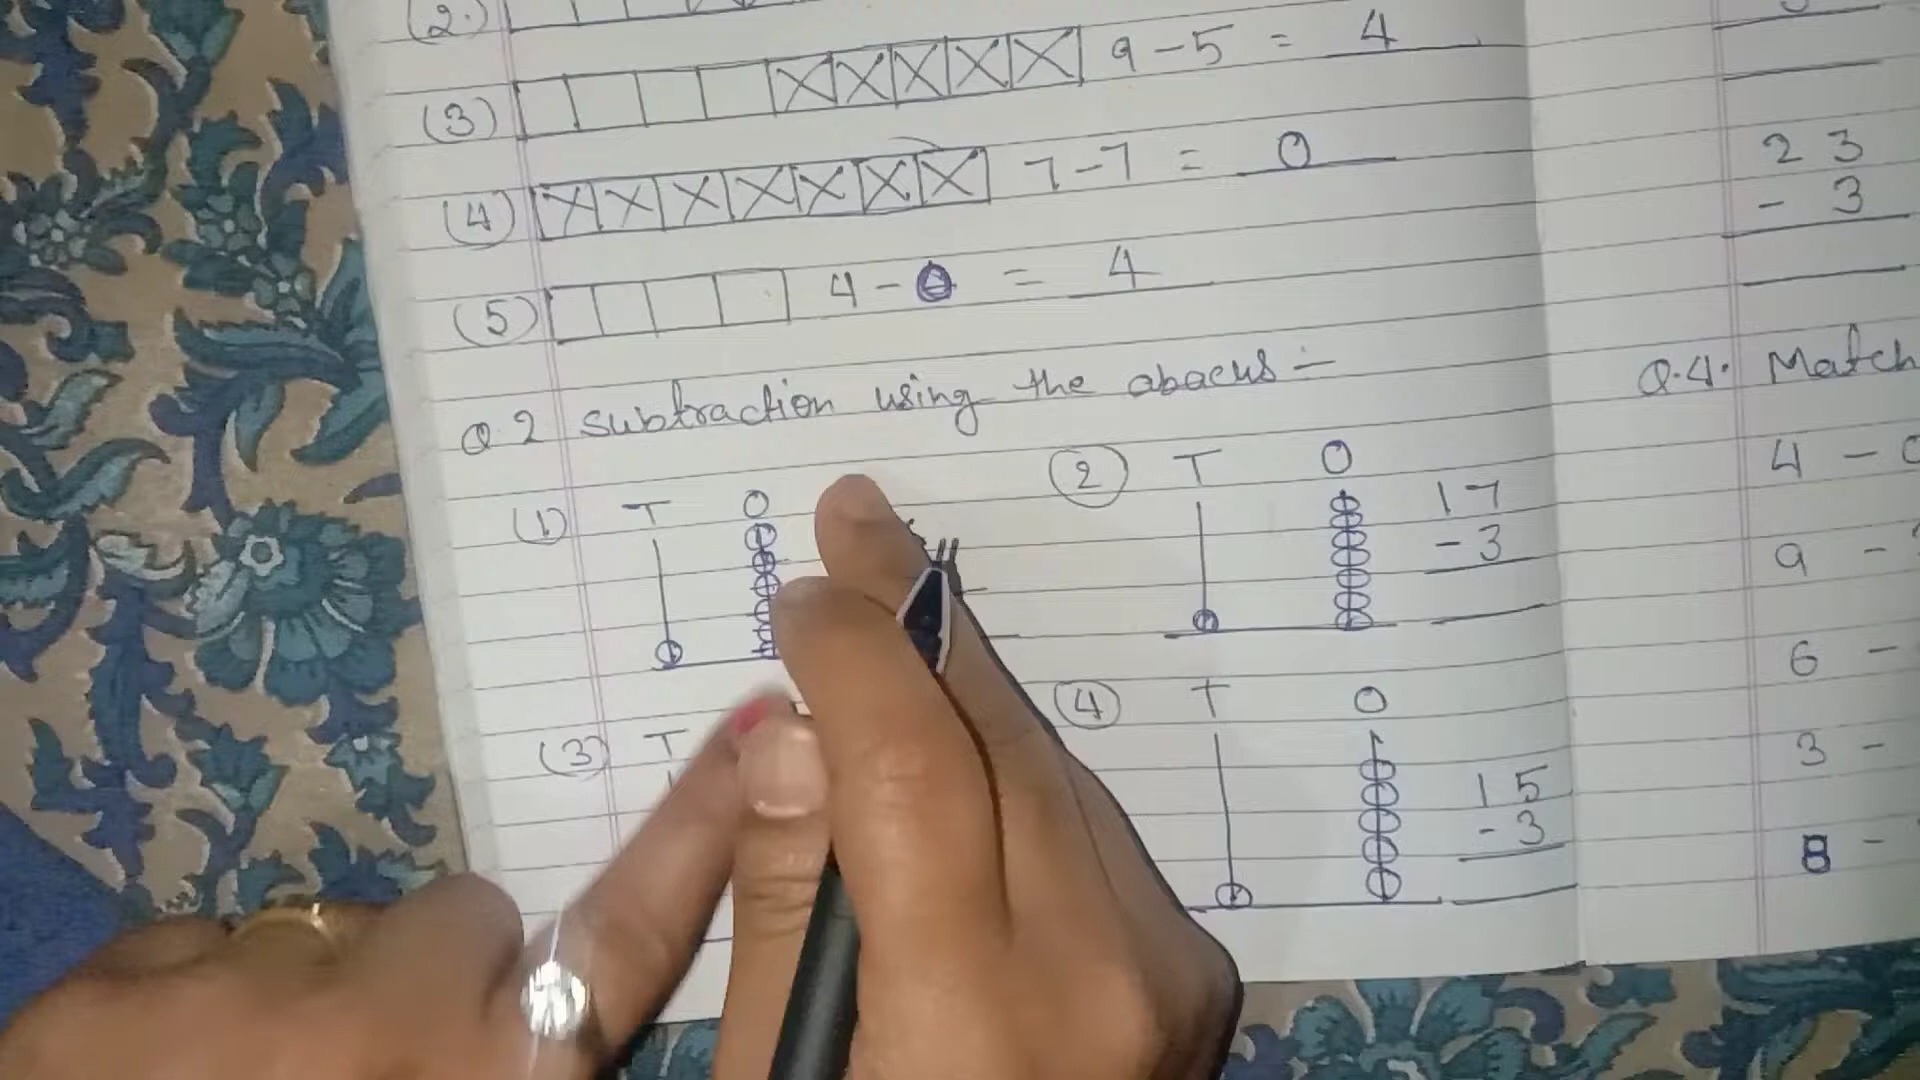 (2.)
(3) 9 - 5 = 4
(4) 7 - 7 = 0
(5) 4 - 0 = 4
Q.2 subtraction using the abacus :-
(1) T O
(2) T O
17
- 3
(3) T
(4) T O
15
- 3
23
- 3
Q.4. Match
4 - 0
9 -
6 -
3 -
8 -